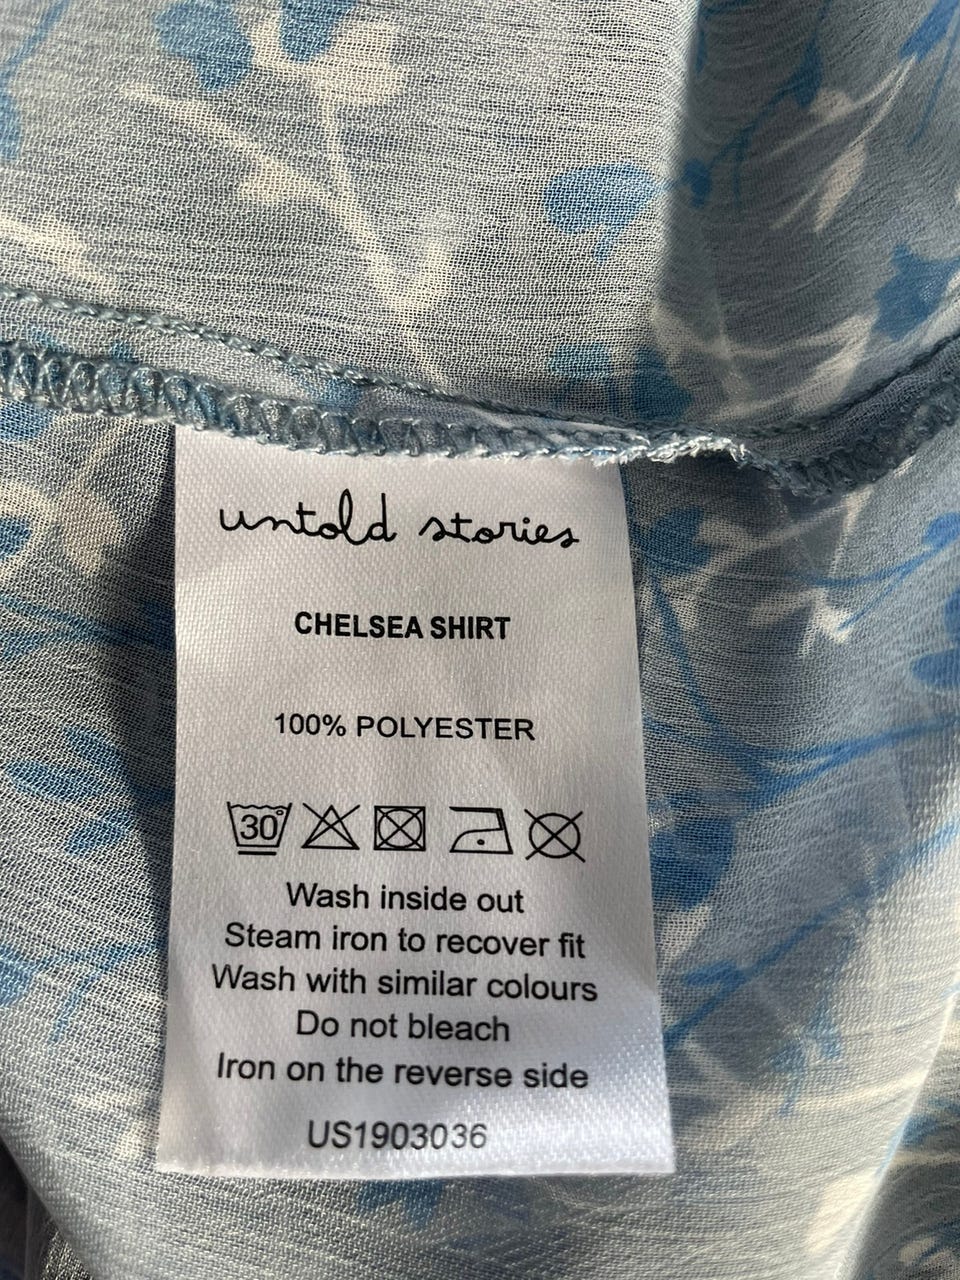 untold stories
CHELSEA SHIRT
100% POLYESTER
30°
Wash inside out
Steam iron to recover fit
Wash with similar colours
Do not bleach
Iron on the reverse side
US1903036